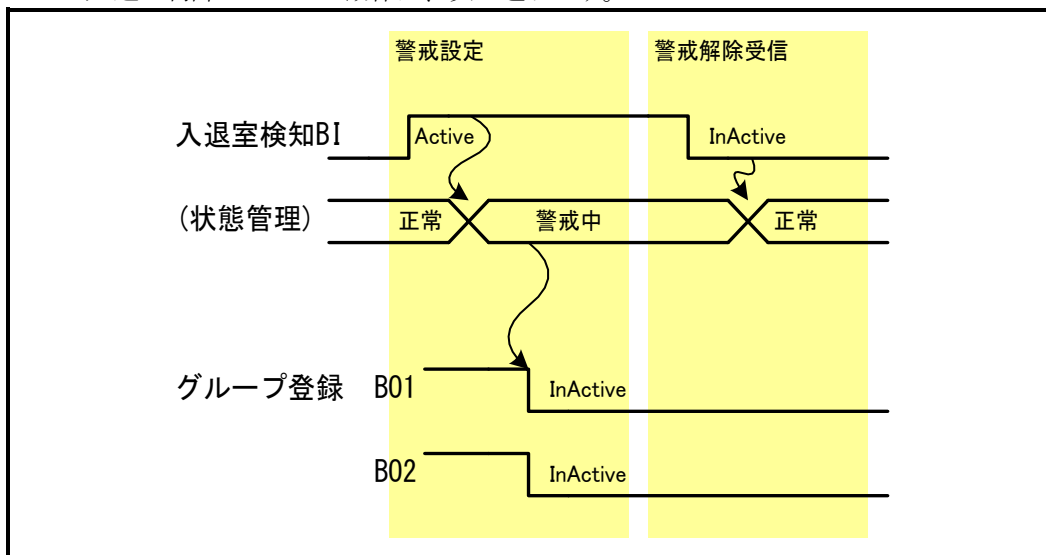 警戒設定 警戒解除受信
入退室検知BI Active InActive
(状態管理) 正常 警戒中 正常
グループ登録 BO1 InActive
BO2 InActive